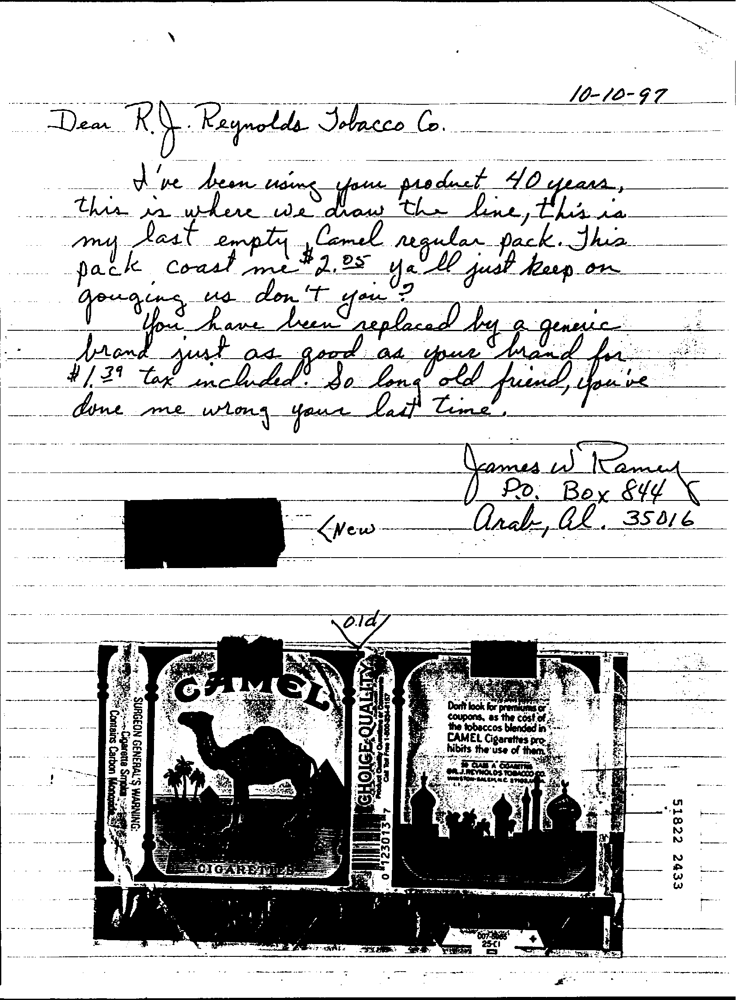 10-10-97
Dear R.J. Reynolds Tobacco Co.
I've been using your product 40 years,
this is where we draw the line, this is
my last empty, Camel regular pack. This
pack coast me $2.05 ya'll just keep on
gouging us don't you?
You have been replaced by a generic
brand just as good as your brand for
$1.39 tax included. So long old friend, you've
done me wrong your last time.
James W Ramey
P.O. Box 844
Arab, Al. 35016
<New
old
CAMEL
CIGARETTES
SURGEON GENERAL'S WARNING:
Cigarette Smoke
Contains Carbon Monoxide.
CHOICE QUALITY
0 123013 7
Don't look for premiums or
coupons, as the cost of
the tobaccos blended in
CAMEL Cigarettes pro-
hibits the use of them.
20 CLASS A CIGARETTES
R.J. REYNOLDS TOBACCO CO.
25-CI
51822 2433